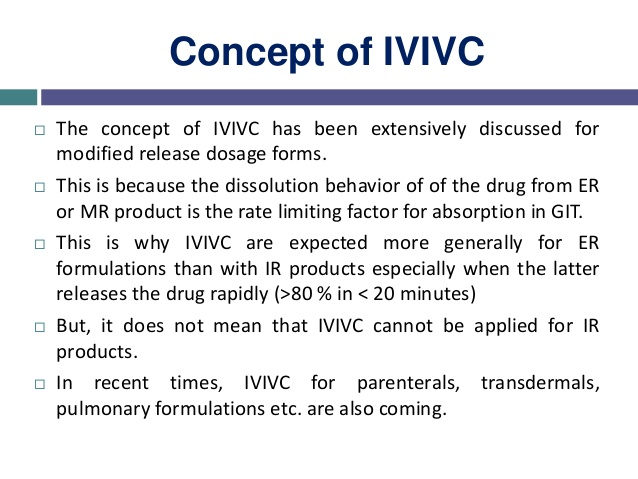 Concept of IVIVC
□ The concept of IVIVC has been extensively discussed for
modified release dosage forms.
□ This is because the dissolution behavior of of the drug from ER
or MR product is the rate limiting factor for absorption in GIT.
□ This is why IVIVC are expected more generally for ER
formulations than with IR products especially when the latter
releases the drug rapidly (>80 % in < 20 minutes)
□ But, it does not mean that IVIVC cannot be applied for IR
products.
□ In recent times, IVIVC for parenterals, transdermals,
pulmonary formulations etc. are also coming.